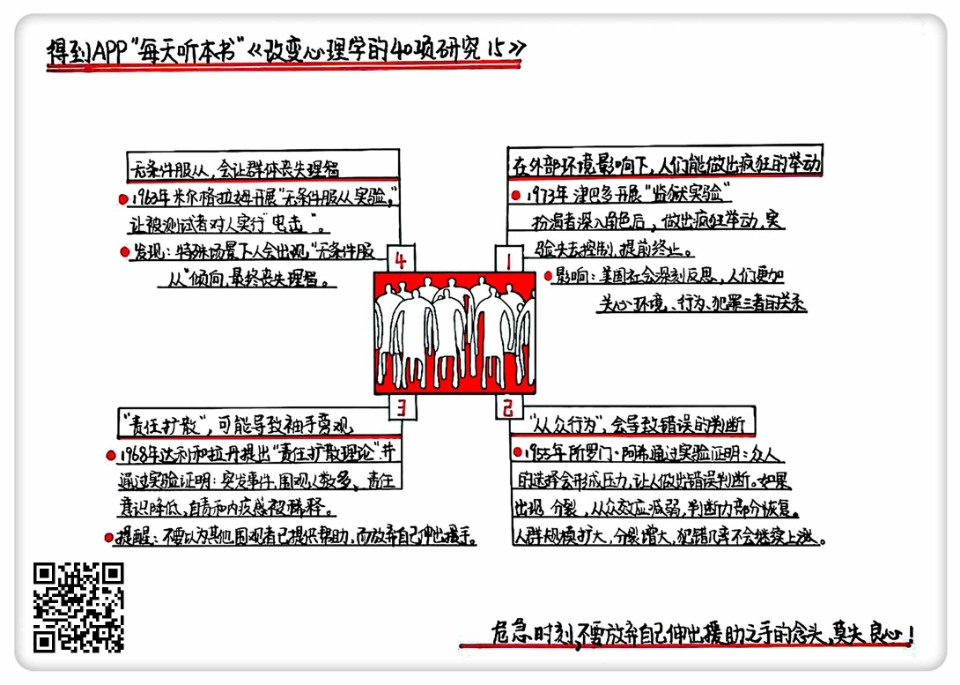 得到APP“每天听本书”《改变心理学的40项研究 15》
在外部环境影响下，人们能做出疯狂的举动
1973年 津巴多开展“监狱实验”
扮演者深入角色后，做出疯狂举动，实
验失去控制，提前终止。
影响：美国社会深刻反思，人们更加
关心环境、行为、犯罪三者的关系
1
2
“从众行为”，会导致错误的判断
1955年 所罗门·阿希通过实验证明：众人
的选择会形成压力，让人做出错误判断。如果
出现 分裂，从众效应减弱，判断力部分恢复。
人群规模扩大，分裂增大，犯错几率不会继续上涨。
3
“责任扩散”，可能导致袖手旁观
1968年达利和拉丹提出“责任扩散理论”并
通过实验证明：突发事件，围观人数多，责任
意识降低，自责和内疚感被稀释。
提醒：不要以为其他围观者已提供帮助，而放弃自己伸出援手。
4
无条件服从，会让群体丧失理智
1963年 米尔格拉姆开展“无条件服从实验，”
让被测试者对人实行“电击”。
发现：特殊场景下人会出现“无条件服
从”倾向，最终丧失理智。
危急时刻，不要放弃自己伸出援助之手的念头，莫失良心！